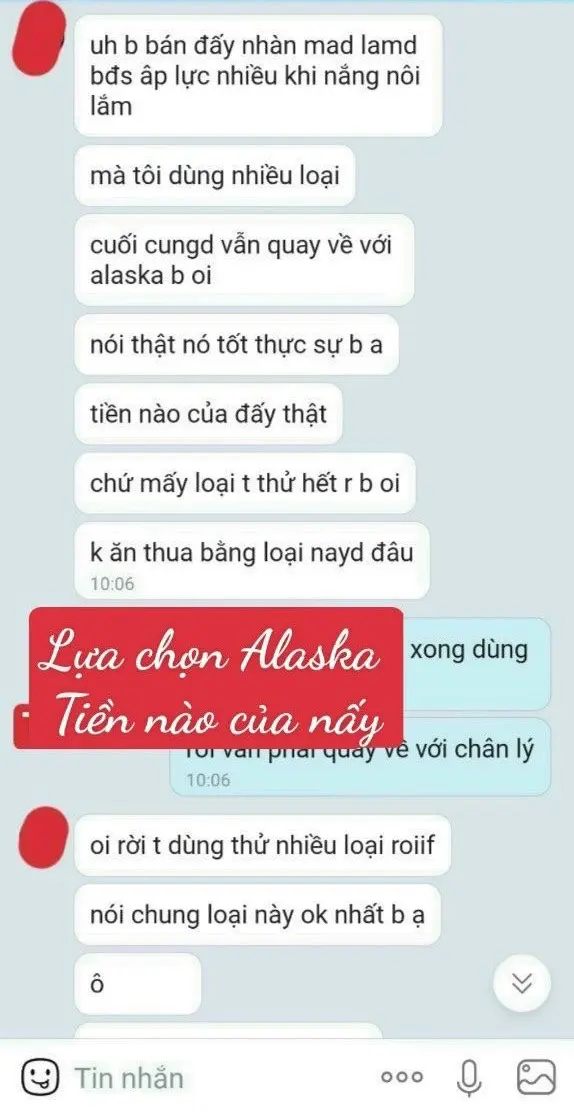 uh b bán đấy nhàn mad lamd
bđs âp lực nhiều khi nắng nôi
lắm
mà tôi dùng nhiều loại
cuối cungd vẫn quay về với
alaska b oi
nói thật nó tốt thực sự b a
tiền nào của đấy thật
chứ mấy loại t thử hết r b oi
k ăn thua bằng loại nayd đâu
10:06
xong dùng
Lựa chọn Alaska
Tiền nào của nấy
rồi vẫn phải quay về với chân lý
10:06
oi rời t dùng thử nhiều loại roiif
nói chung loại này ok nhất b ạ
ô
Tin nhắn